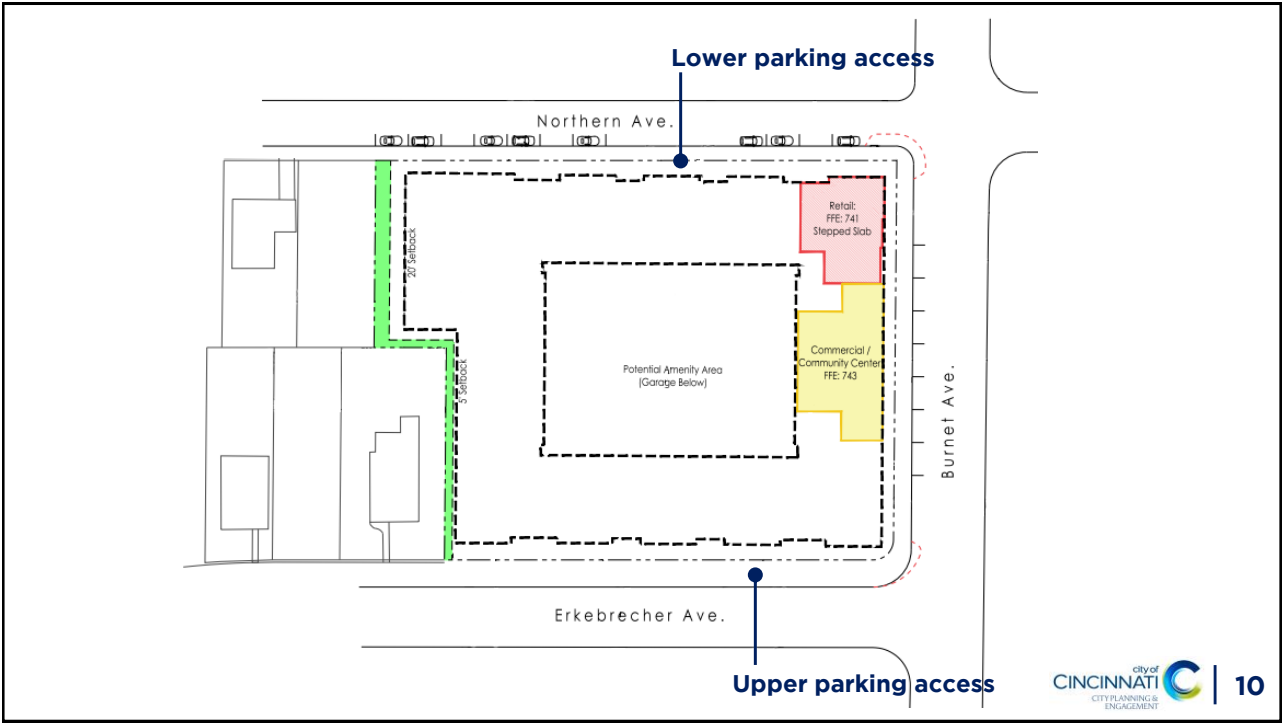 Lower parking access
Northern Ave.
Retail:
FFE: 741
Stepped Slab
20' Setback
Commercial /
Community Center
FFE: 743
Potential Amenity Area
(Garage Below)
5' Setback
Burnet Ave.
Erkebrecher Ave.
Upper parking access
city of
CINCINNATI
CITY PLANNING &
ENGAGEMENT
10